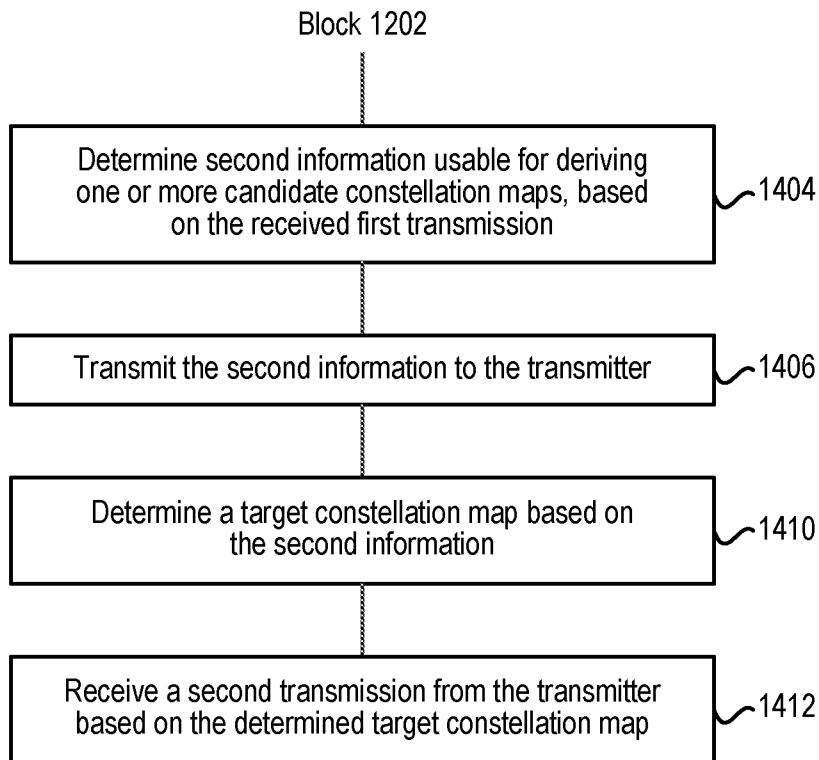 Block 1202
Determine second information usable for deriving
one or more candidate constellation maps, based
on the received first transmission
1404
Transmit the second information to the transmitter
1406
Determine a target constellation map based on
the second information
1410
Receive a second transmission from the transmitter
based on the determined target constellation map
1412